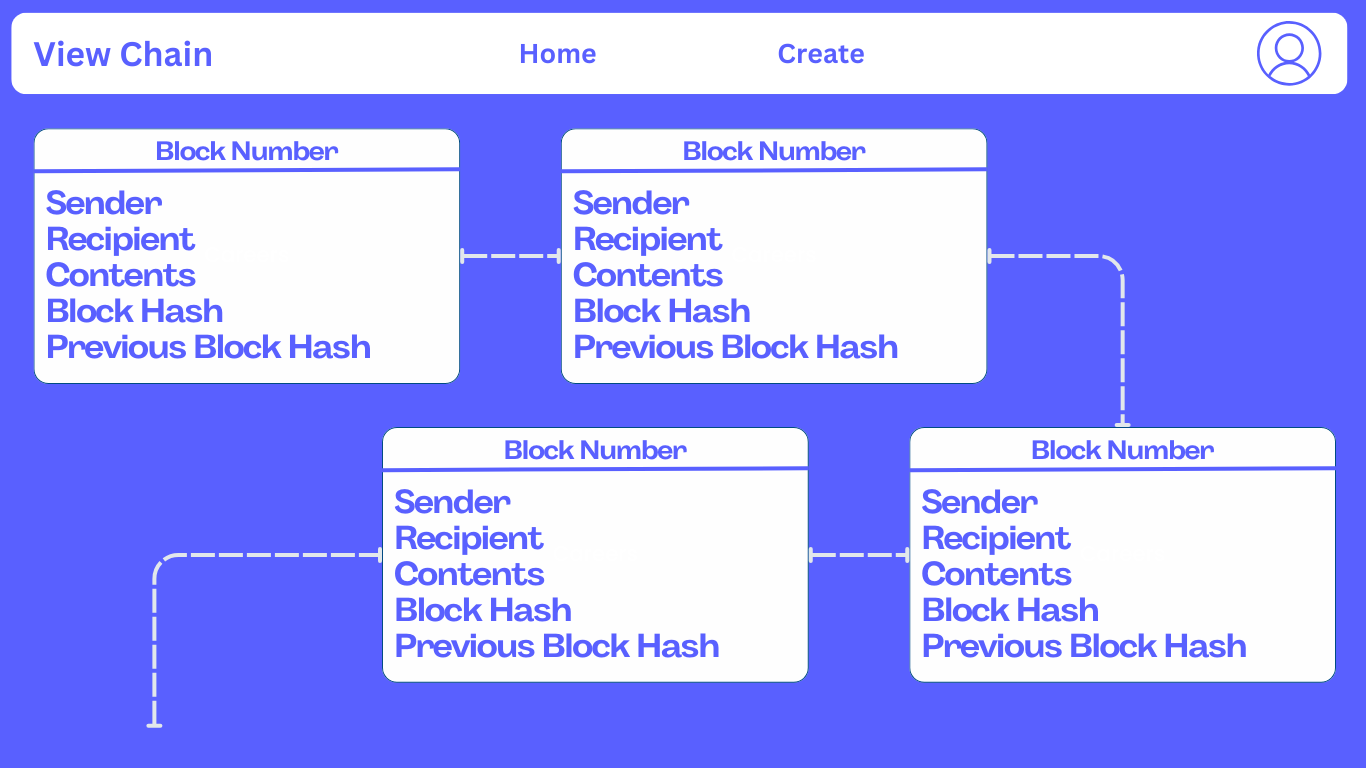 View Chain
Home
Create
Block Number
Sender
Recipient
Contents
Block Hash
Previous Block Hash
Block Number
Sender
Recipient
Contents
Block Hash
Previous Block Hash
Block Number
Sender
Recipient
Contents
Block Hash
Previous Block Hash
Block Number
Sender
Recipient
Contents
Block Hash
Previous Block Hash